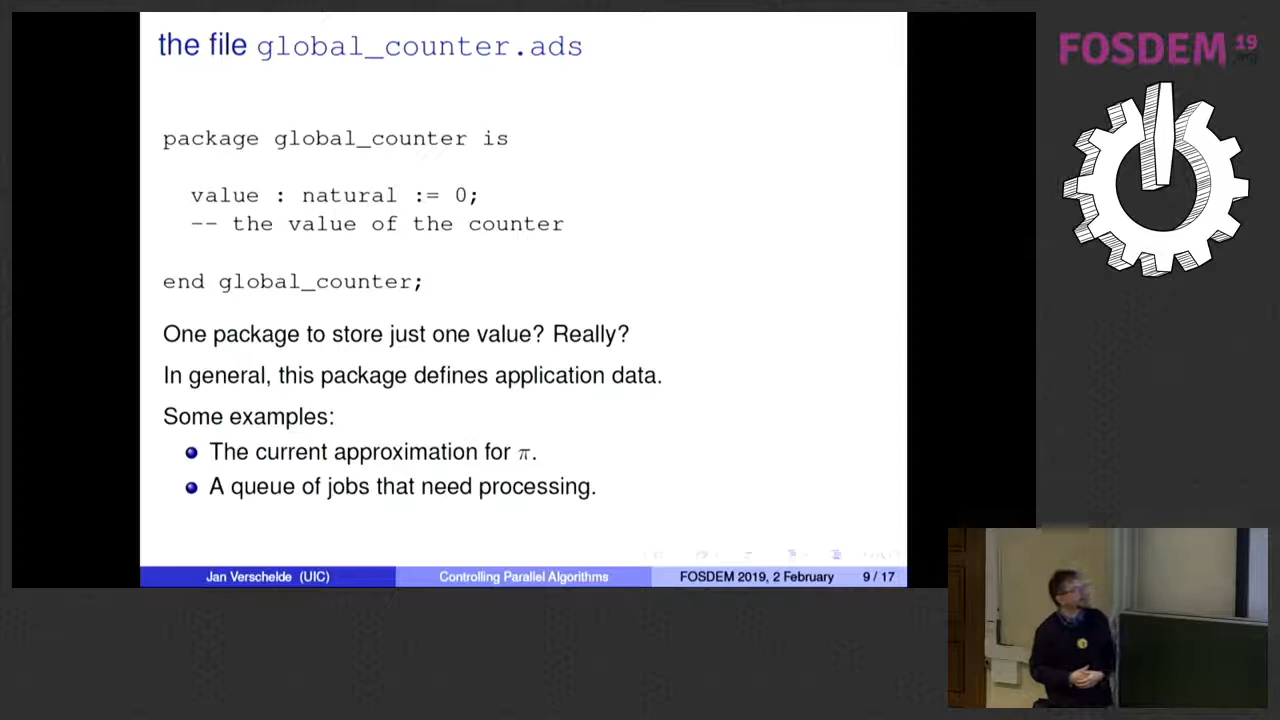 the file global_counter.ads
package global_counter is
value : natural := 0;
-- the value of the counter
end global_counter;
One package to store just one value? Really?
In general, this package defines application data.
Some examples:
The current approximation for π.
A queue of jobs that need processing.
Jan Verschelde (UIC) Controlling Parallel Algorithms FOSDEM 2019, 2 February 9 / 17
FOSDEM 19
.org